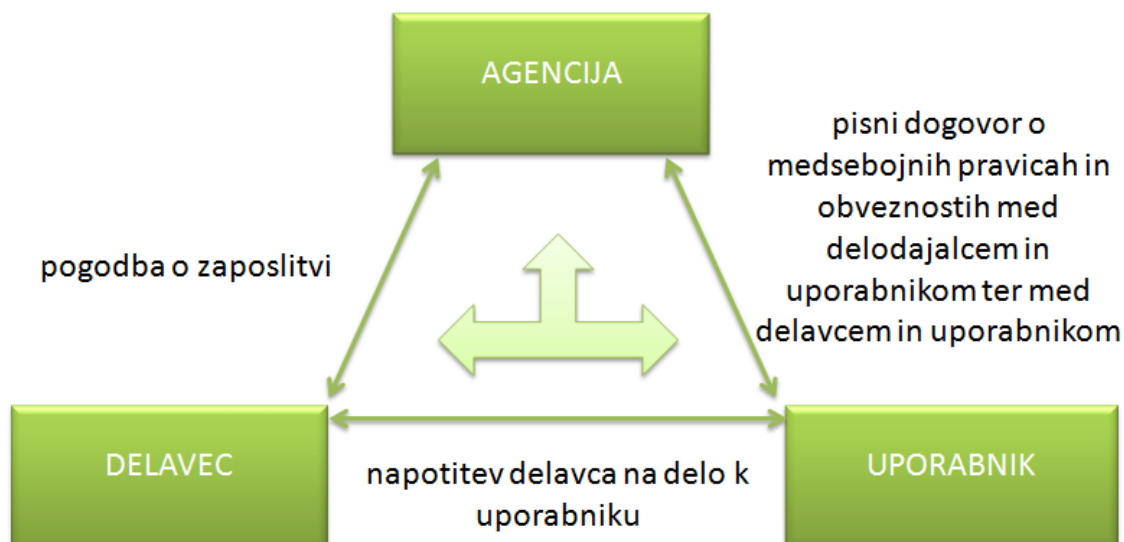 AGENCIJA
pisni dogovor o
medsebojnih pravicah in
obveznostih med
delodajalcem in
uporabnikom ter med
delavcem in uporabnikom
pogodba o zaposlitvi
DELAVEC
napotitev delavca na delo k
uporabniku
UPORABNIK